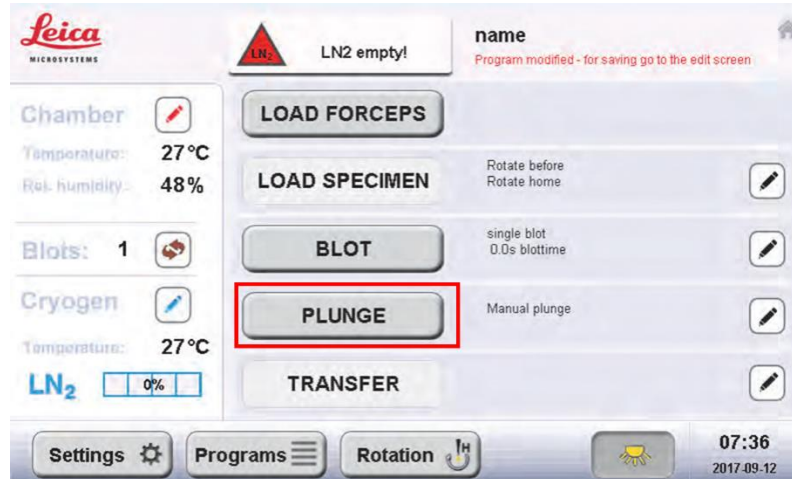 Leica
MICROSYSTEMS
LN₂
LN2 empty!
name
Program modified - for saving go to the edit screen
Chamber
Temperature: 27°C
Rel. humidity: 48%
Blots: 1
Cryogen
Temperature: 27°C
LN₂ 0%
LOAD FORCEPS
LOAD SPECIMEN
Rotate before
Rotate home
BLOT
single blot
0.0s blottime
PLUNGE
Manual plunge
TRANSFER
Settings
Programs
Rotation
H
07:36
2017-09-12